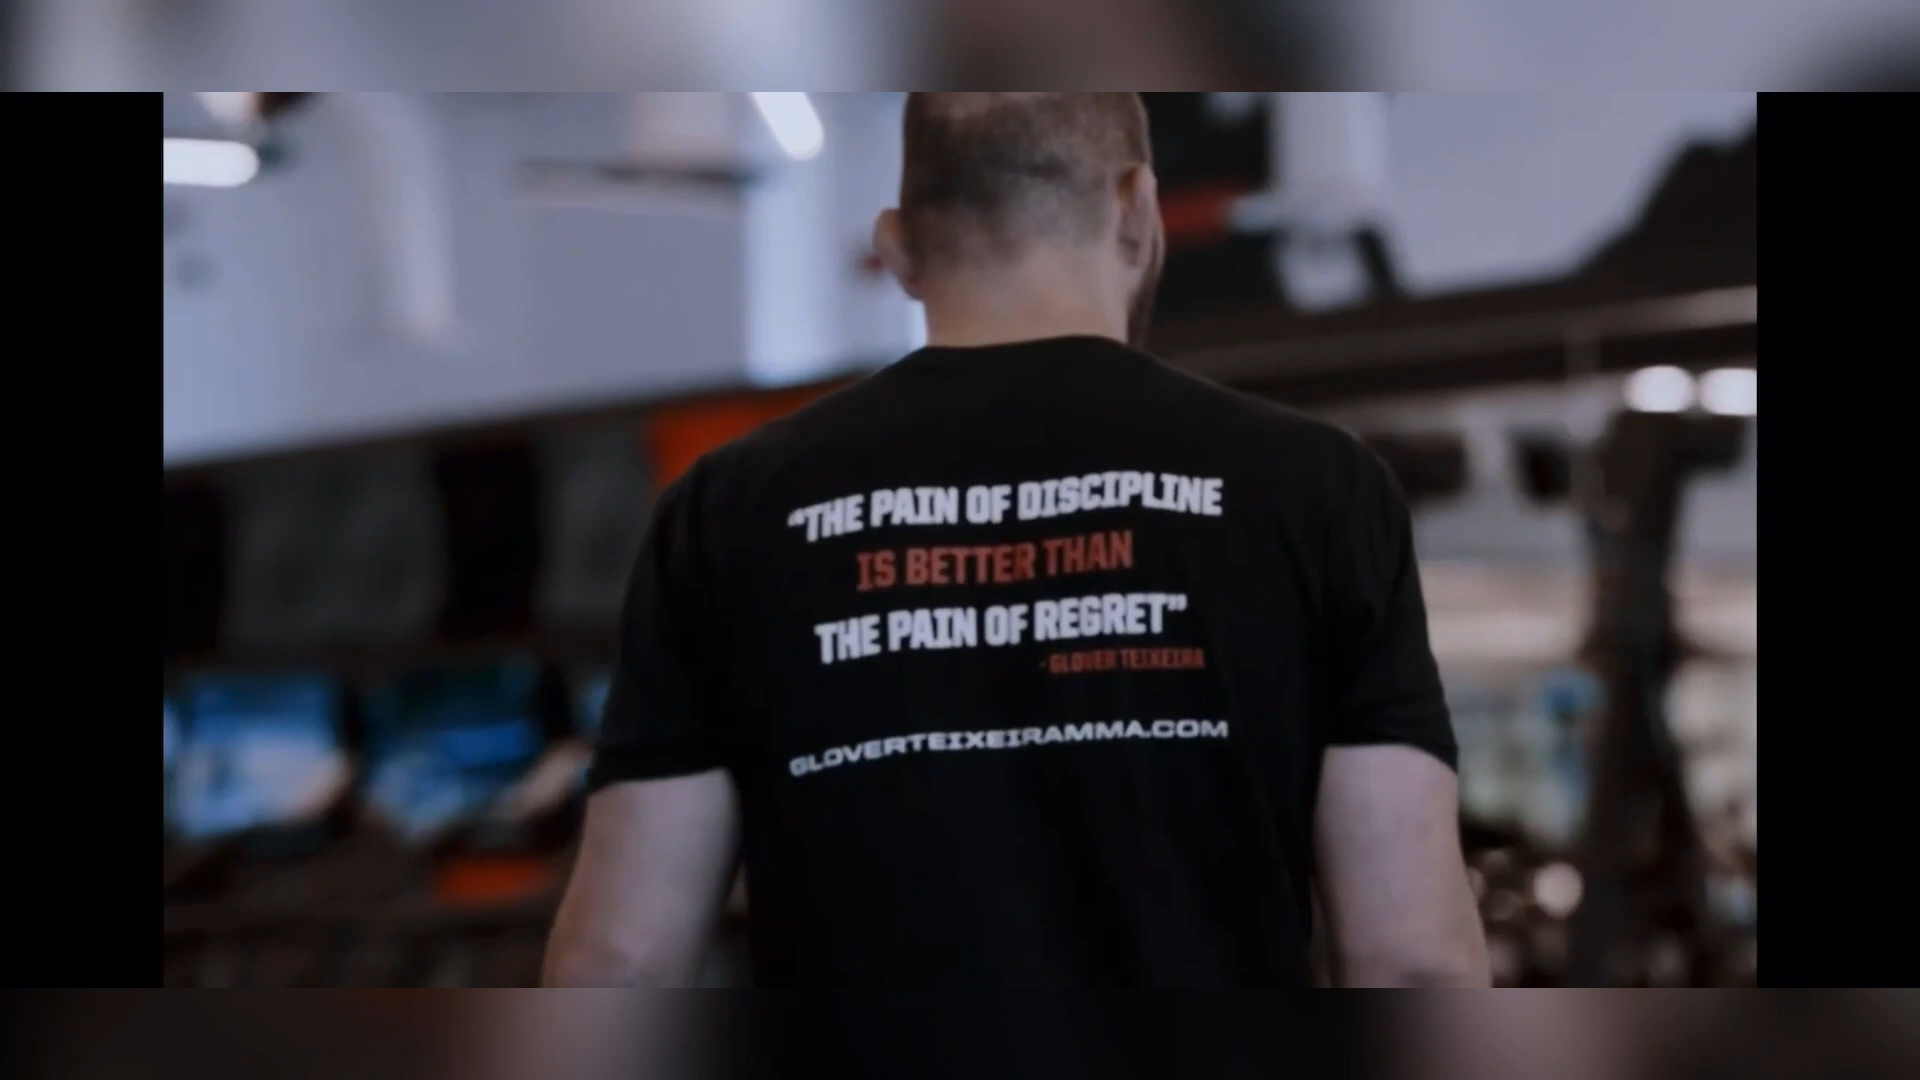 “THE PAIN OF DISCIPLINE
IS BETTER THAN
THE PAIN OF REGRET”
- GLOVER TEIXEIRA
GLOVERTEIXEIRAMMA.COM